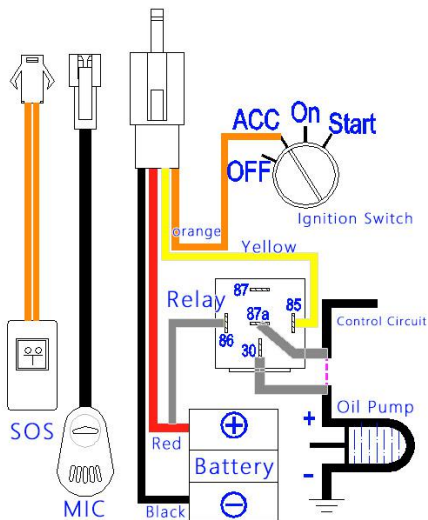 ACC
On
Start
OFF
Ignition Switch
orange
Yellow
Relay
87
87a
85
86
30
Control Circuit
Oil Pump
+
-
SOS
MIC
Red
+
Battery
-
Black